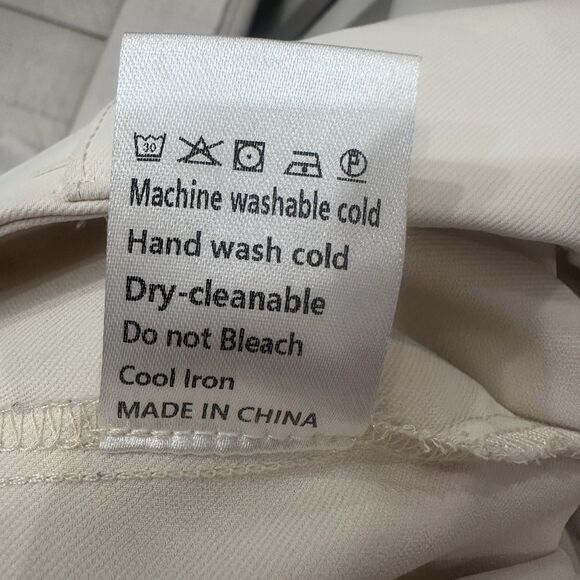 30 P
Machine washable cold
Hand wash cold
Dry-cleanable
Do not Bleach
Cool Iron
MADE IN CHINA